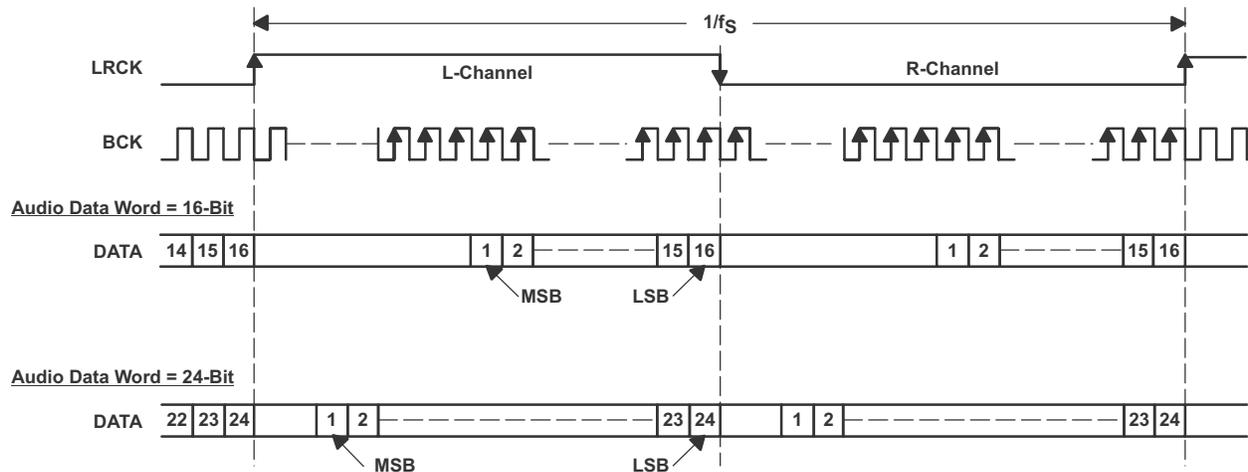 1/fS
LRCK
L-Channel
R-Channel
BCK
Audio Data Word = 16-Bit
DATA 14 15 16 1 2 15 16 1 2 15 16
MSB LSB
Audio Data Word = 24-Bit
DATA 22 23 24 1 2 23 24 1 2 23 24
MSB LSB